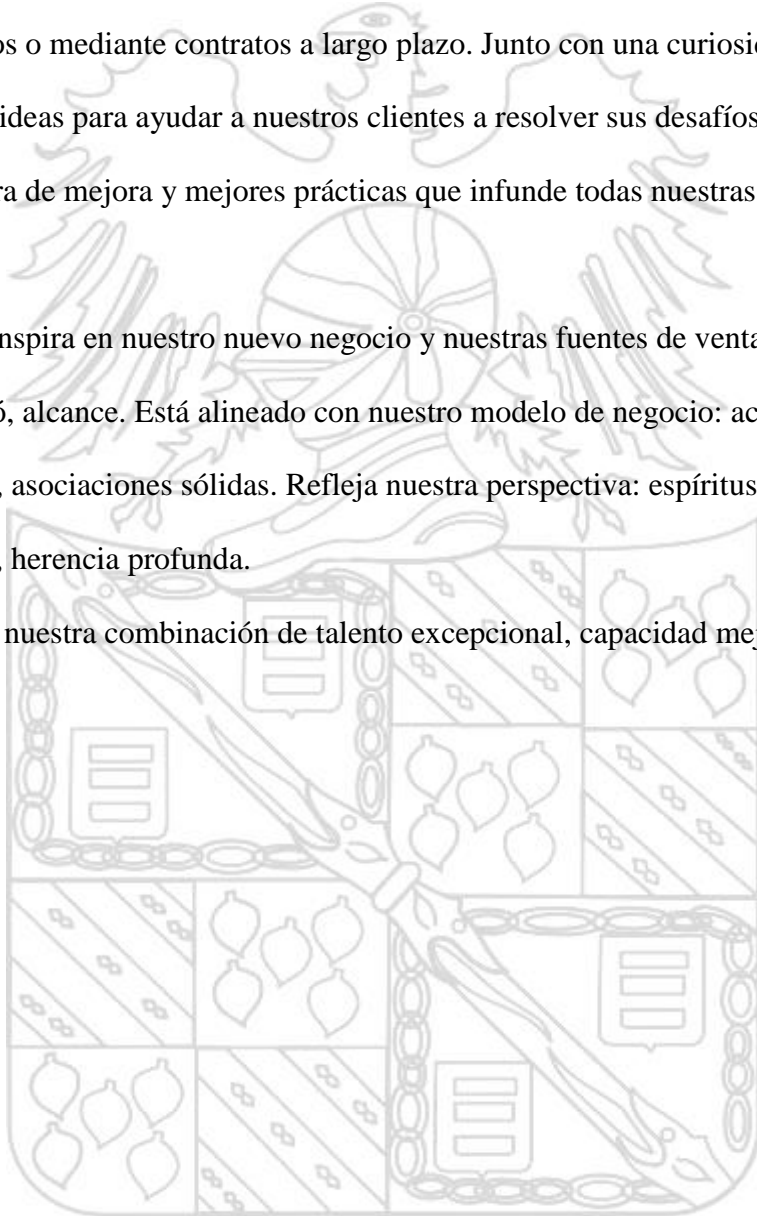 os o mediante contratos a largo plazo. Junto con una curiosi
ideas para ayudar a nuestros clientes a resolver sus desafíos
ra de mejora y mejores prácticas que infunde todas nuestras
nspira en nuestro nuevo negocio y nuestras fuentes de venta
ó, alcance. Está alineado con nuestro modelo de negocio: ac
, asociaciones sólidas. Refleja nuestra perspectiva: espíritus
, herencia profunda.
nuestra combinación de talento excepcional, capacidad mej